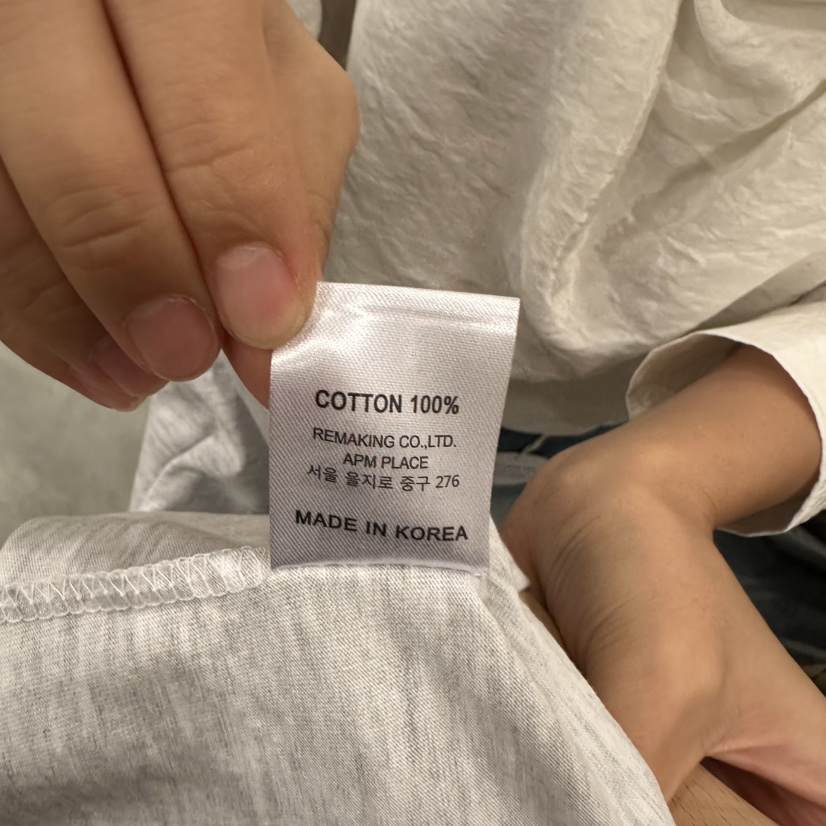 COTTON 100%
REMAKING CO.,LTD.
APM PLACE
서울 을지로 중구 276
MADE IN KOREA